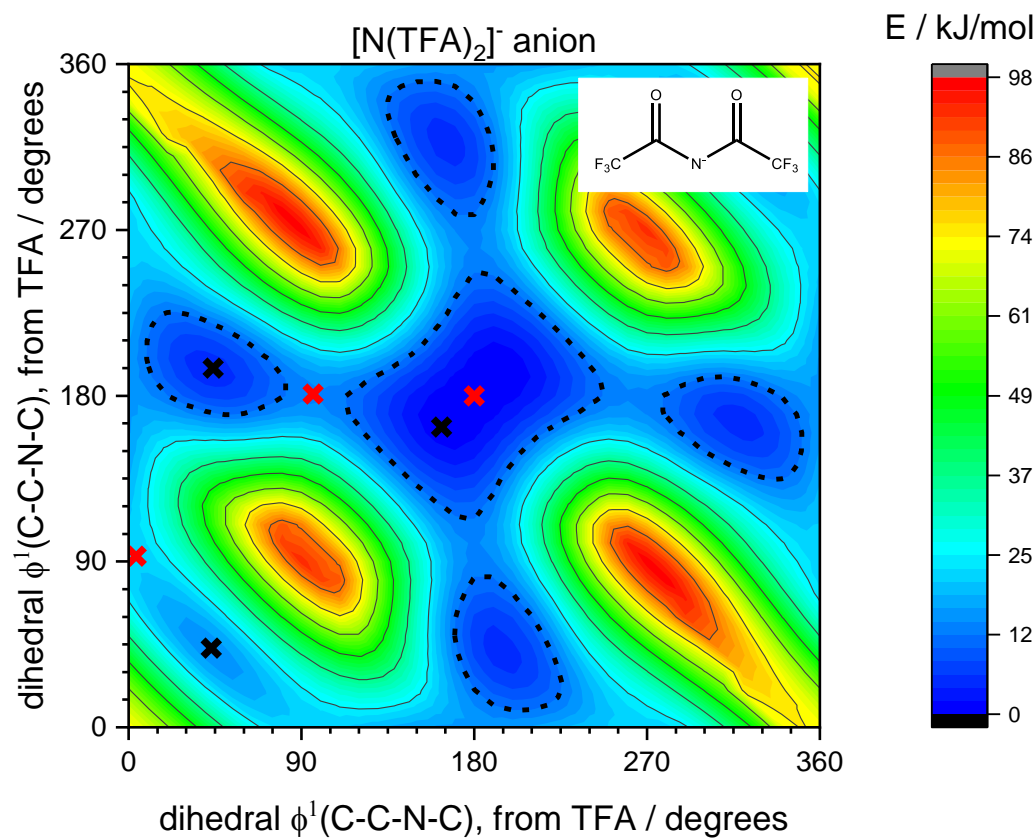 [N(TFA)₂]⁻ anion
E / kJ/mol
dihedral ϕ¹(C-C-N-C), from TFA / degrees
360
270
180
90
0
O O
F₃C N⁻ CF₃
0 90 180 270 360
dihedral ϕ¹(C-C-N-C), from TFA / degrees
98
86
74
61
49
37
25
12
0